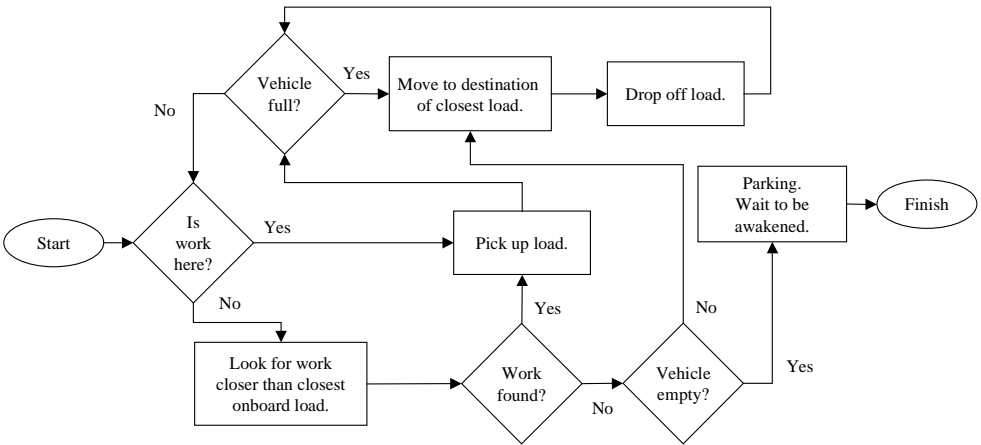 Vehicle
full?
Yes
No
Move to destination
of closest load.
Drop off load.
Start
Is
work
here?
Yes
No
Pick up load.
Parking.
Wait to be
awakened.
Finish
Look for work
closer than closest
onboard load.
Work
found?
Yes
No
Vehicle
empty?
No
Yes